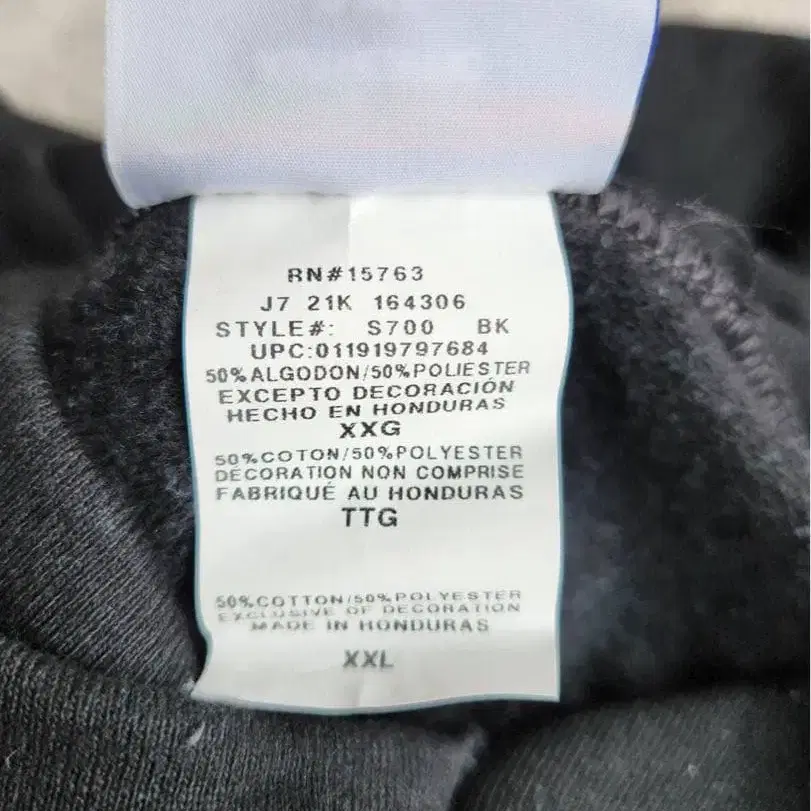 RN#15763
J7 21K 164306
STYLE#: S700 BK
UPC:011919797684
50%ALGODON/50%POLIESTER
EXCEPTO DECORACIÓN
HECHO EN HONDURAS
XXG
50%COTON/50%POLYESTER
DÉCORATION NON COMPRISE
FABRIQUÉ AU HONDURAS
TTG
50%COTTON/50%POLYESTER
EXCLUSIVE OF DECORATION
MADE IN HONDURAS
XXL